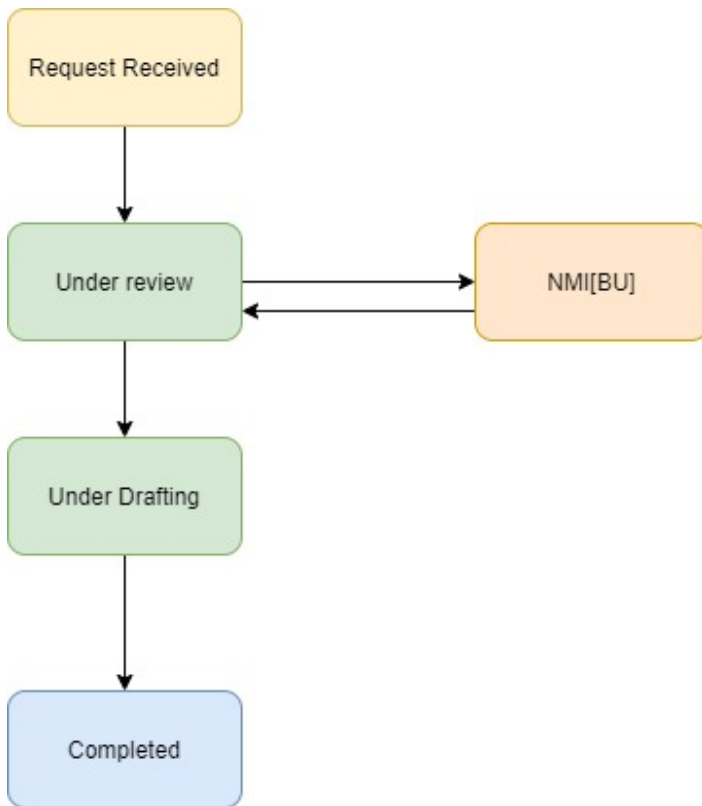 Request Received
Under review
NMI[BU]
Under Drafting
Completed